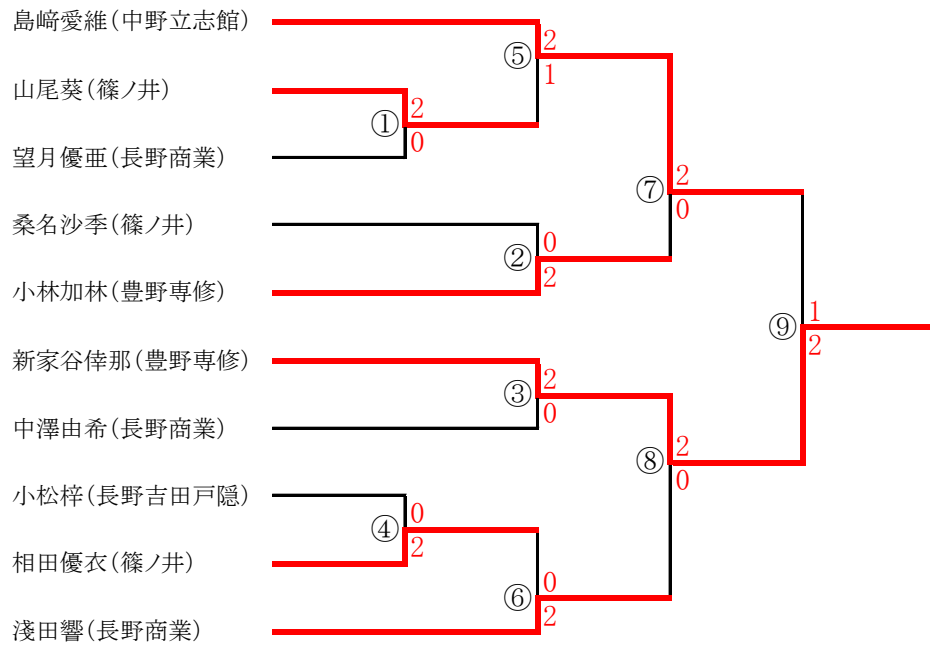 島﨑愛維(中野立志館)
2
⑤
1
山尾葵(篠ノ井)
2
①
0
望月優亜(長野商業)
2
⑦
0
桑名沙季(篠ノ井)
0
②
2
小林加林(豊野専修)
1
⑨
2
新家谷倖那(豊野専修)
2
③
0
中澤由希(長野商業)
2
⑧
0
小松梓(長野吉田戸隠)
0
④
2
相田優衣(篠ノ井)
0
⑥
2
淺田響(長野商業)